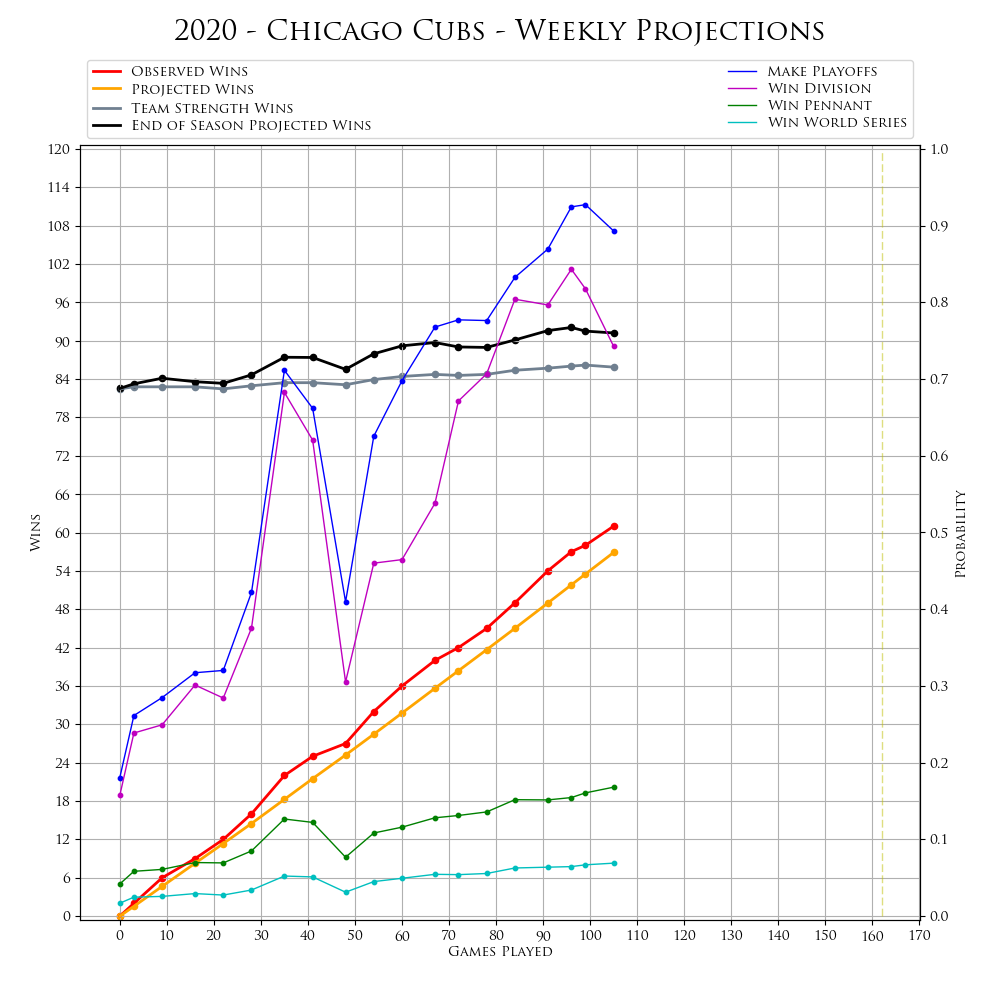 2020 - Chicago Cubs - Weekly Projections
Observed Wins
Projected Wins
Team Strength Wins
End of Season Projected Wins
Make Playoffs
Win Division
Win Pennant
Win World Series
120
114
108
102
96
90
84
78
72
66
60
54
48
42
36
30
24
18
12
6
0
Wins
1.0
0.9
0.8
0.7
0.6
0.5
0.4
0.3
0.2
0.1
0.0
Probability
0 10 20 30 40 50 60 70 80 90 100 110 120 130 140 150 160 170
Games Played